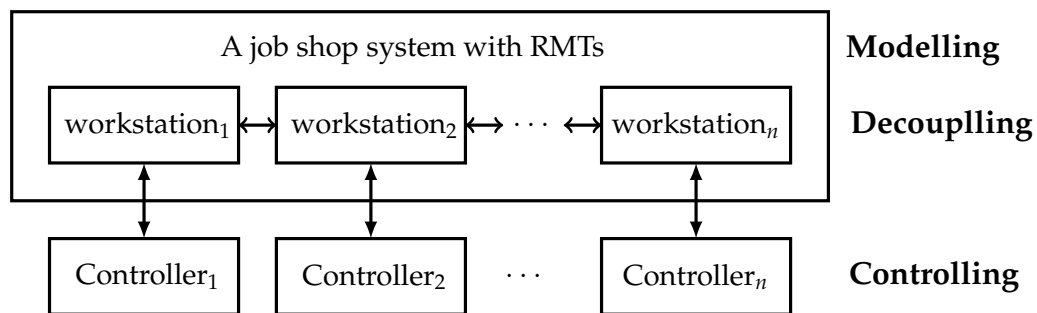 A job shop system with RMTs Modelling
workstation₁ workstation₂ · · · workstationₙ Decouplling
Controller₁ Controller₂ · · · Controllerₙ Controlling